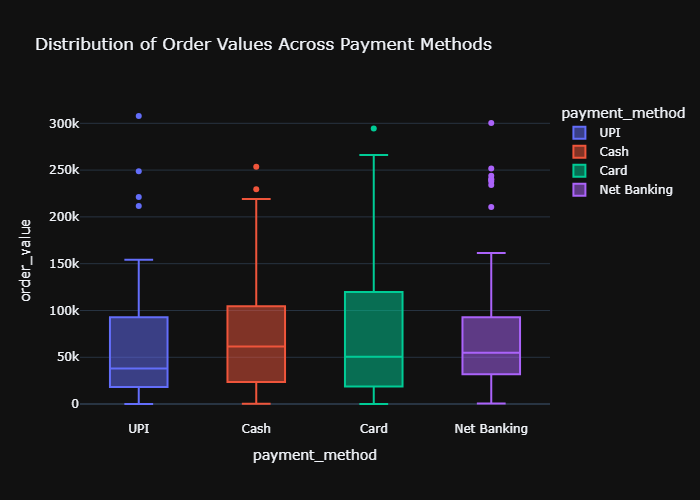 Distribution of Order Values Across Payment Methods
payment_method
UPI
Cash
Card
Net Banking
300k
250k
200k
150k
100k
50k
0
order_value
UPI
Cash
Card
Net Banking
payment_method